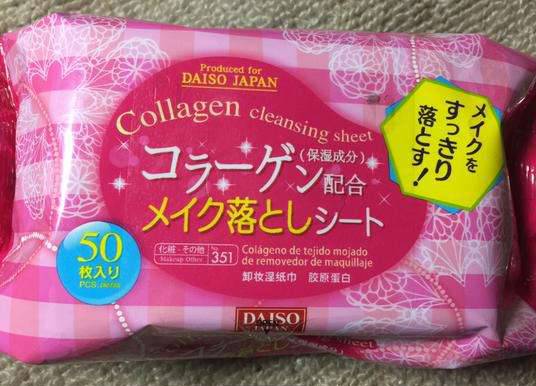 Produced for
DAISO JAPAN
Collagen cleansing sheet
コラーゲン(保湿成分)配合
メイク落としシート
メイクを
すっきり
落とす!
50
枚入り
PCS./PIEZAS
化粧・その他
Makeup Other
No 351
Colágeno de tejido mojado
de removedor de maquillaje
卸妆湿纸巾 胶原蛋白
DAISO
JAPAN